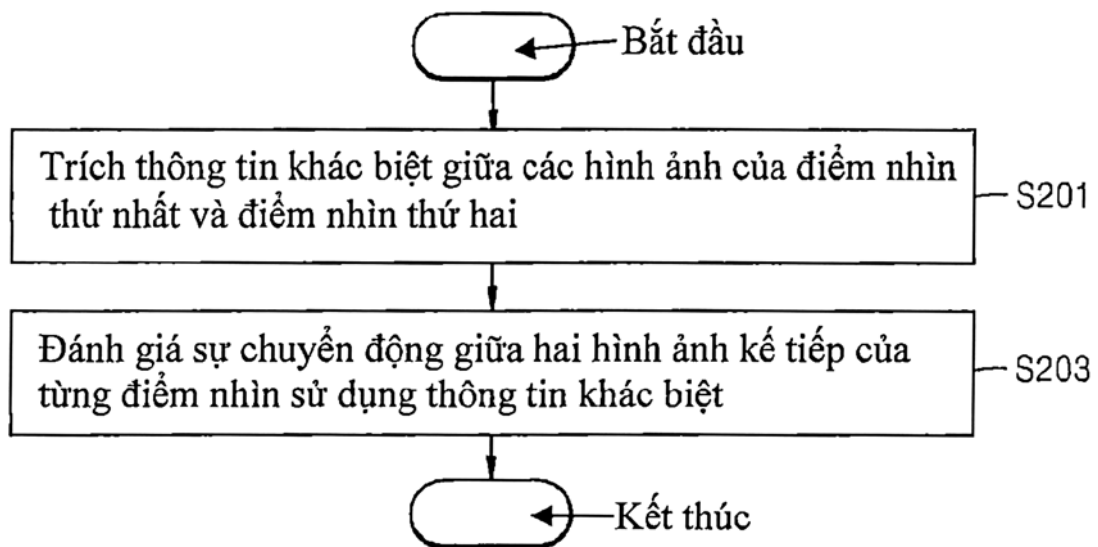 Bắt đầu
Trích thông tin khác biệt giữa các hình ảnh của điểm nhìn
thứ nhất và điểm nhìn thứ hai
S201
Đánh giá sự chuyển động giữa hai hình ảnh kế tiếp của
từng điểm nhìn sử dụng thông tin khác biệt
S203
Kết thúc